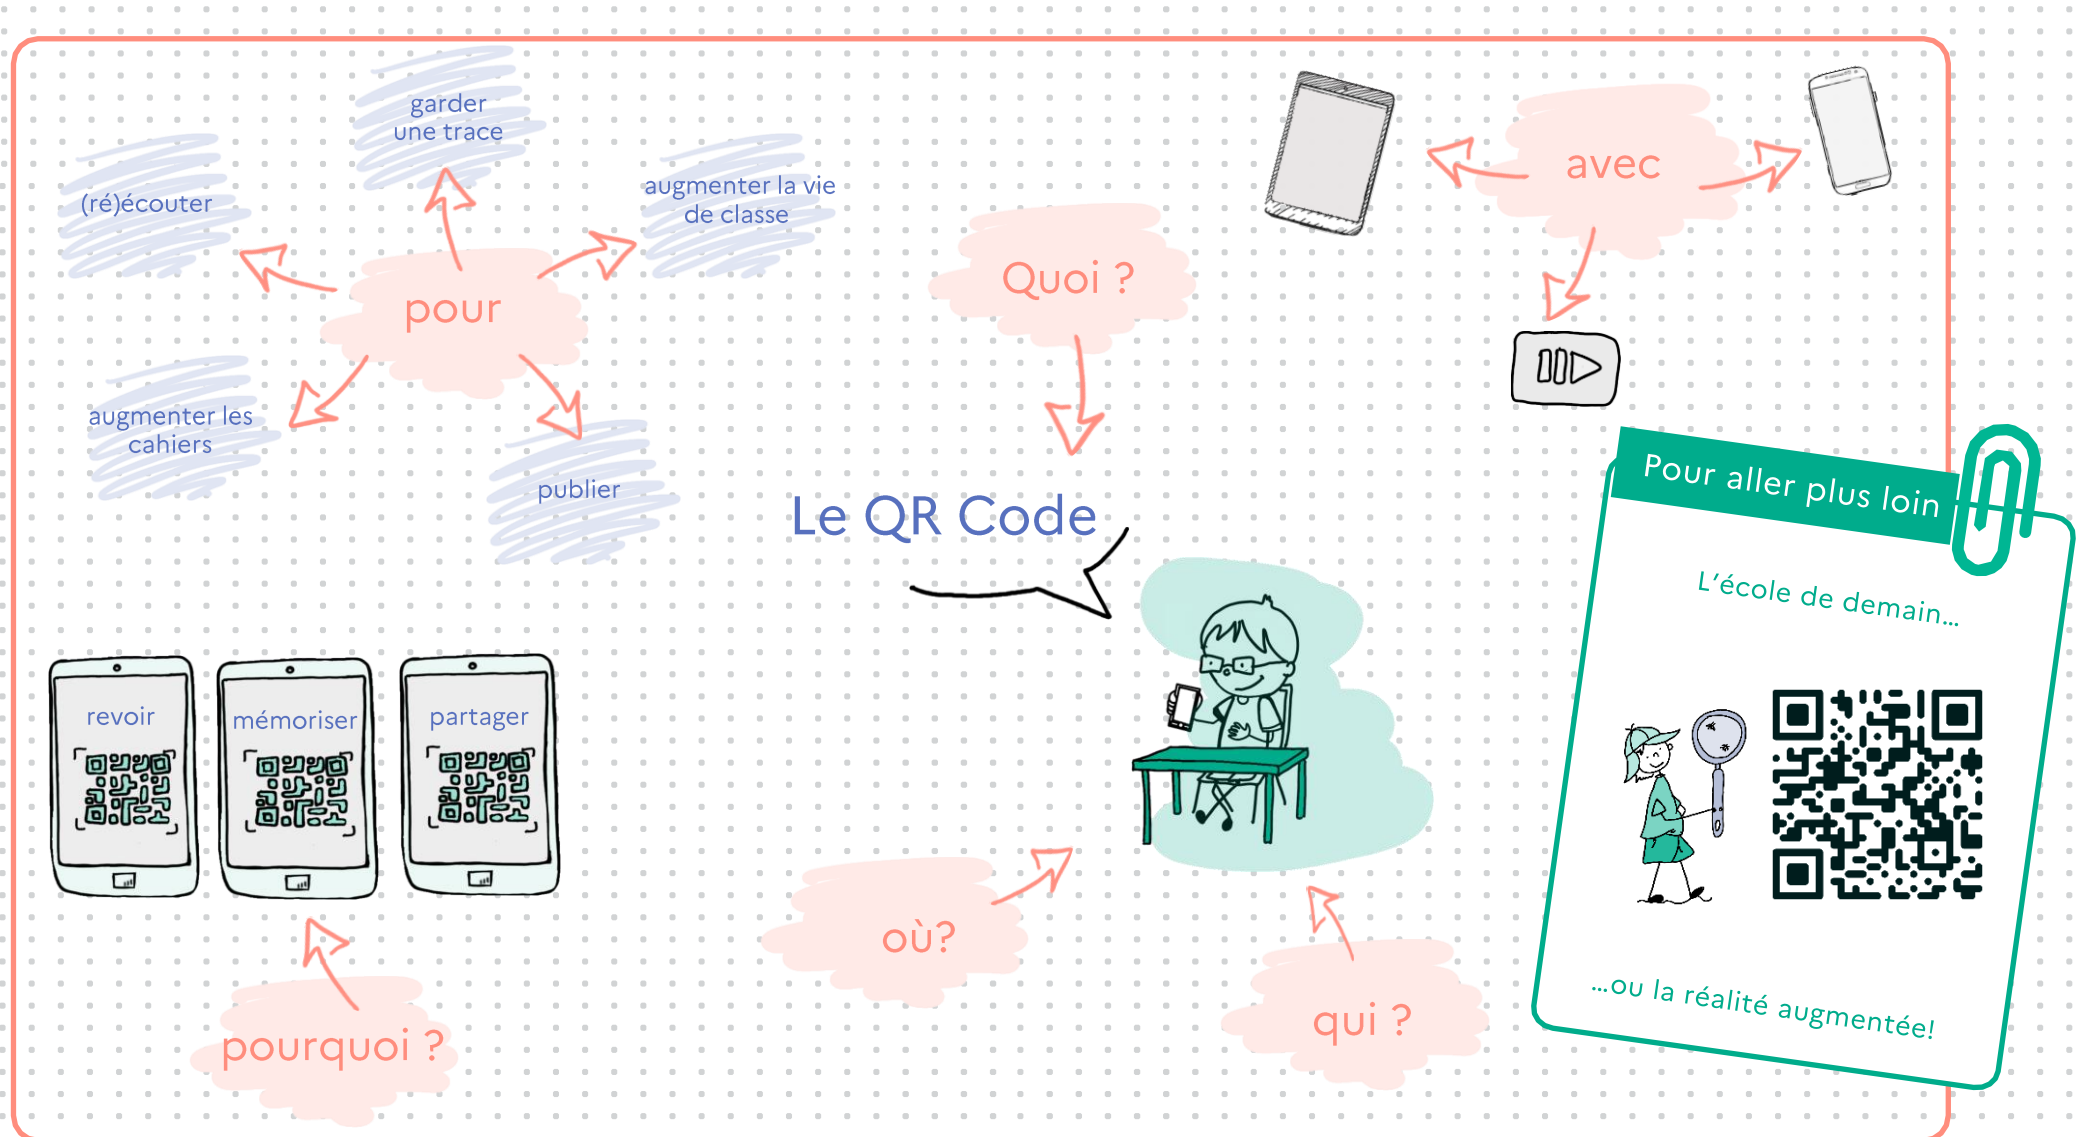 garder
une trace
(ré)écouter
augmenter la vie
de classe
pour
augmenter les
cahiers
publier
Quoi ?
avec
Le QR Code
Pour aller plus loin
L'école de demain...
...ou la réalité augmentée!
revoir
mémoriser
partager
pourquoi ?
où?
qui ?